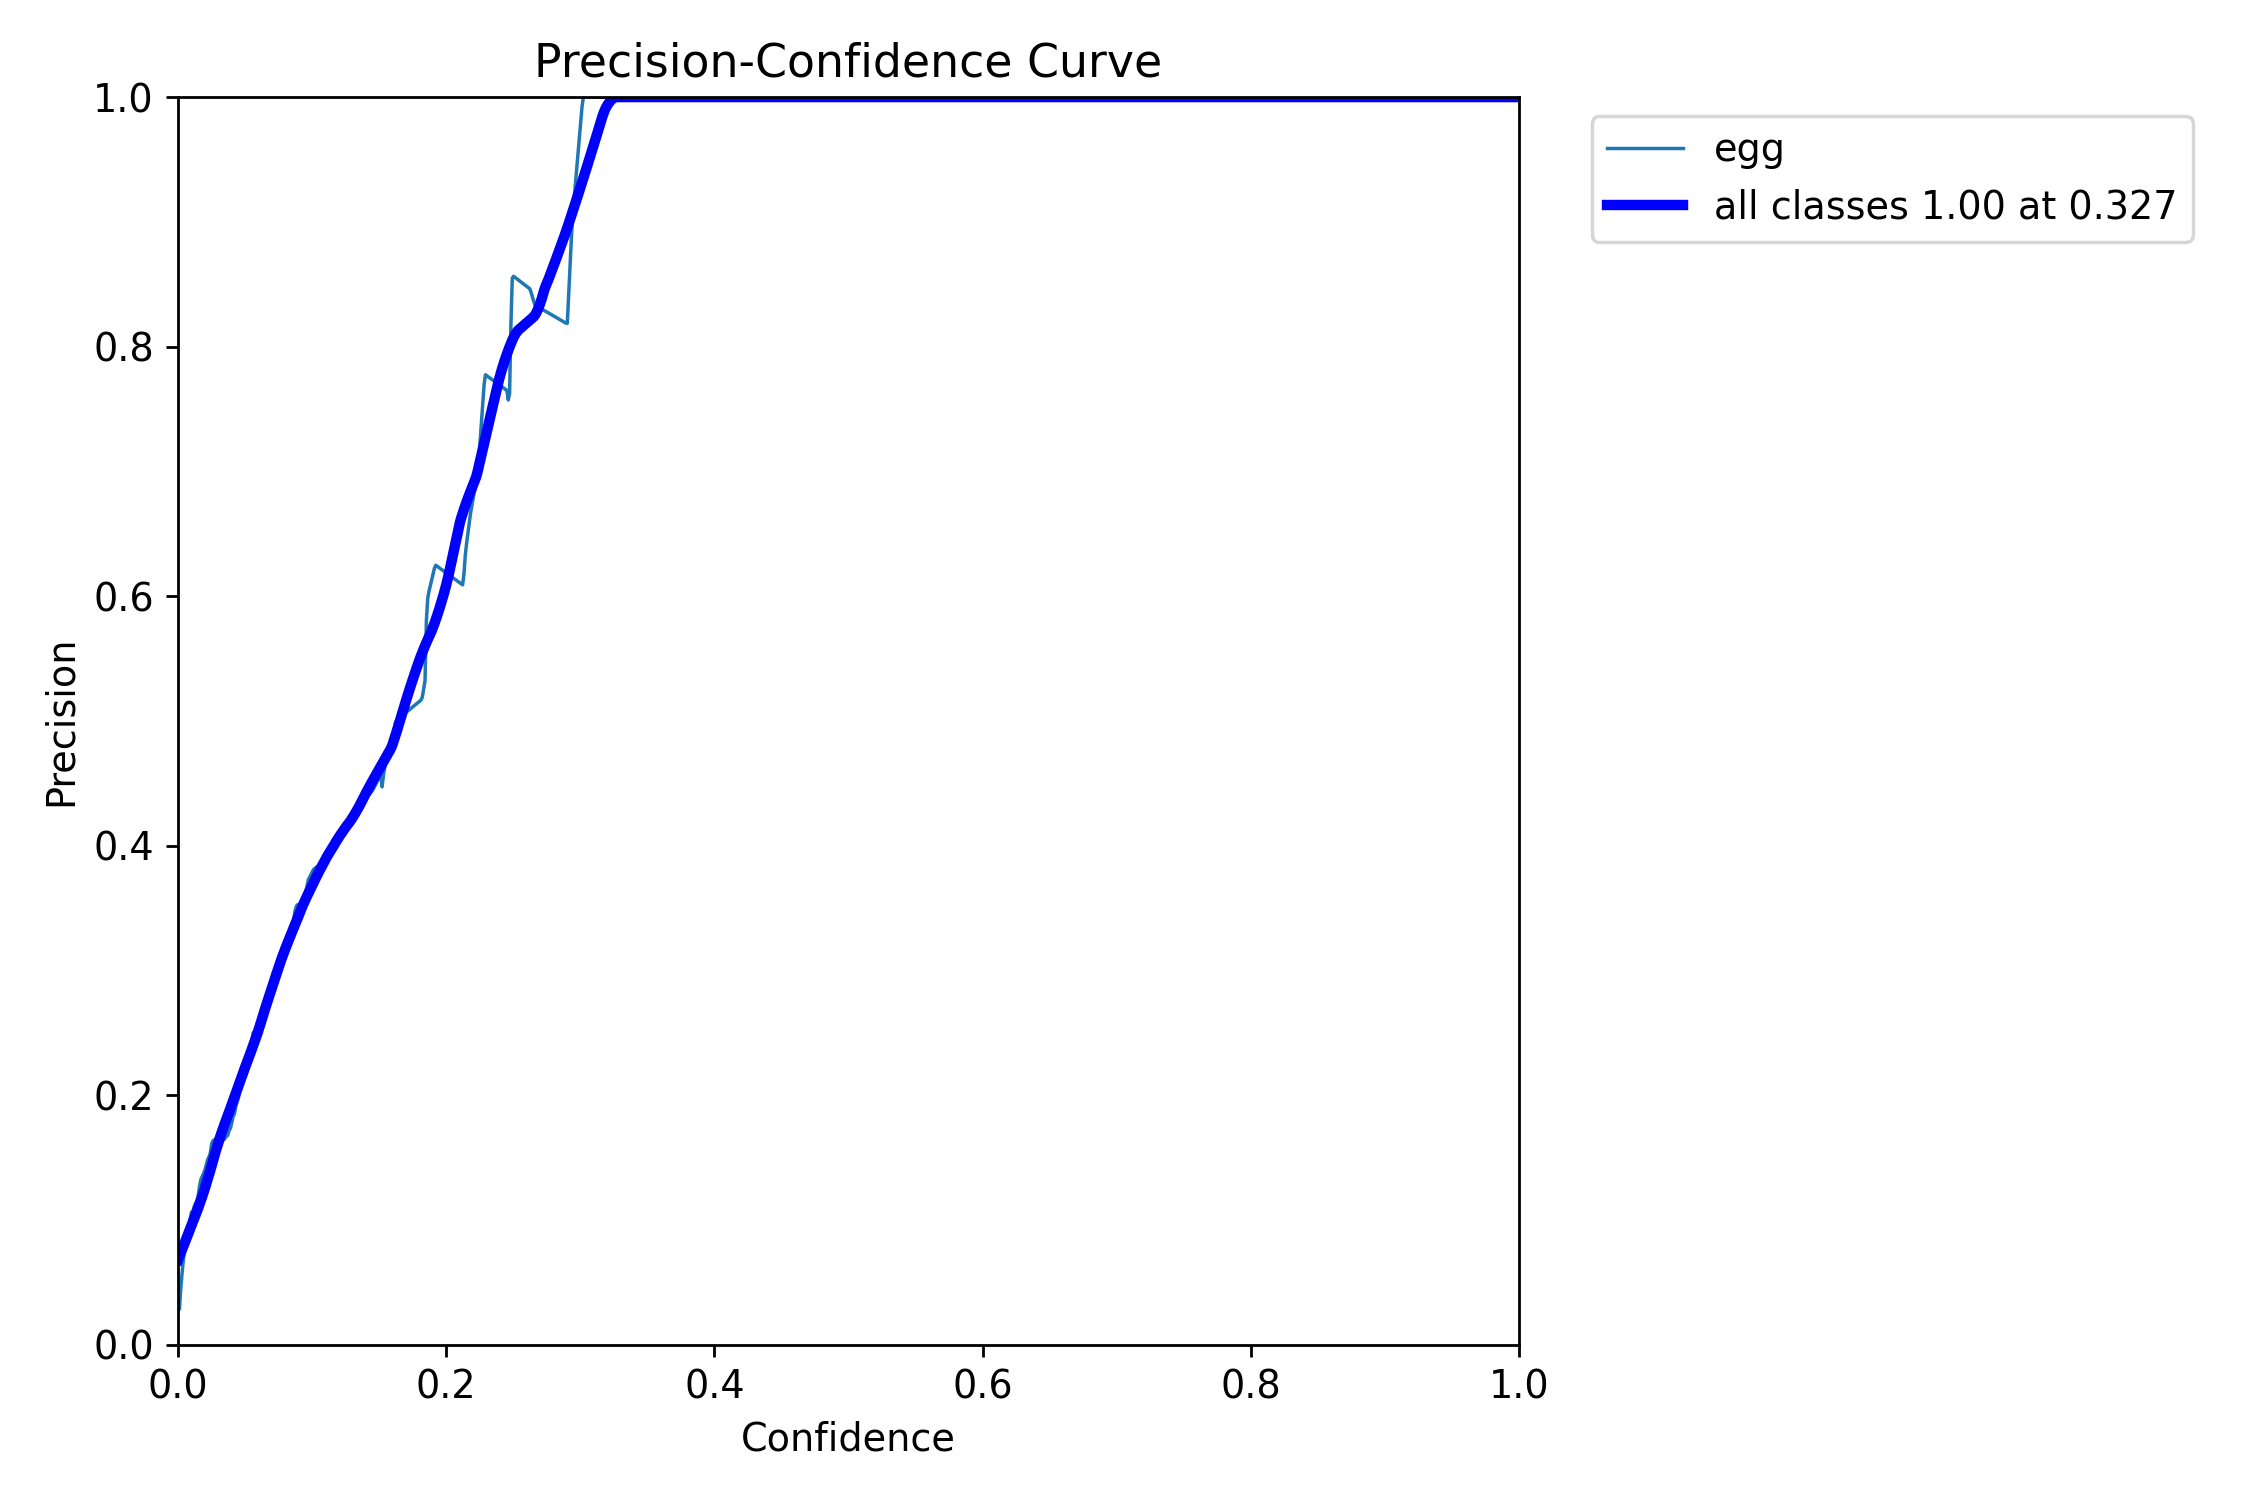 Precision-Confidence Curve
egg
all classes 1.00 at 0.327
Precision
1.0
0.8
0.6
0.4
0.2
0.0
0.0 0.2 0.4 0.6 0.8 1.0
Confidence